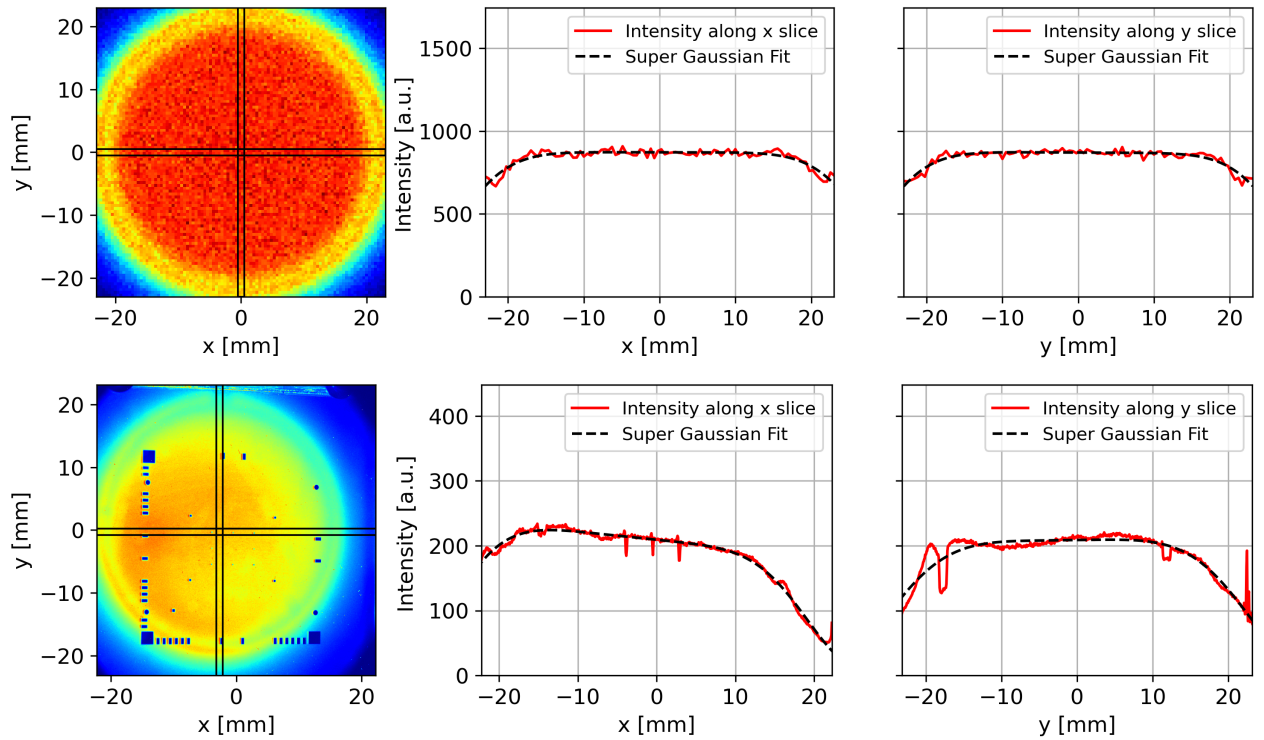 20
10
0
−10
−20
y [mm]
−20
0
20
x [mm]
1500
1000
500
0
Intensity [a.u.]
Intensity along x slice
Super Gaussian Fit
−20
−10
0
10
20
x [mm]
Intensity along y slice
Super Gaussian Fit
−20
−10
0
10
20
y [mm]
20
10
0
−10
−20
y [mm]
−20
0
20
x [mm]
400
300
200
100
0
Intensity [a.u.]
Intensity along x slice
Super Gaussian Fit
−20
−10
0
10
20
x [mm]
Intensity along y slice
Super Gaussian Fit
−20
−10
0
10
20
y [mm]